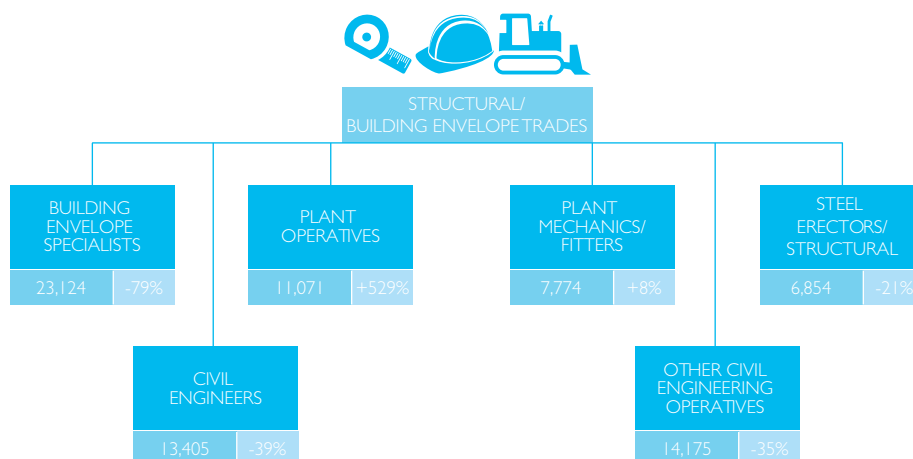 STRUCTURAL/
BUILDING ENVELOPE TRADES
BUILDING
ENVELOPE
SPECIALISTS
23,124 -79%
PLANT
OPERATIVES
11,071 +529%
PLANT
MECHANICS/
FITTERS
7,774 +8%
STEEL
ERECTORS/
STRUCTURAL
6,854 -21%
CIVIL
ENGINEERS
13,405 -39%
OTHER CIVIL
ENGINEERING
OPERATIVES
14,175 -35%